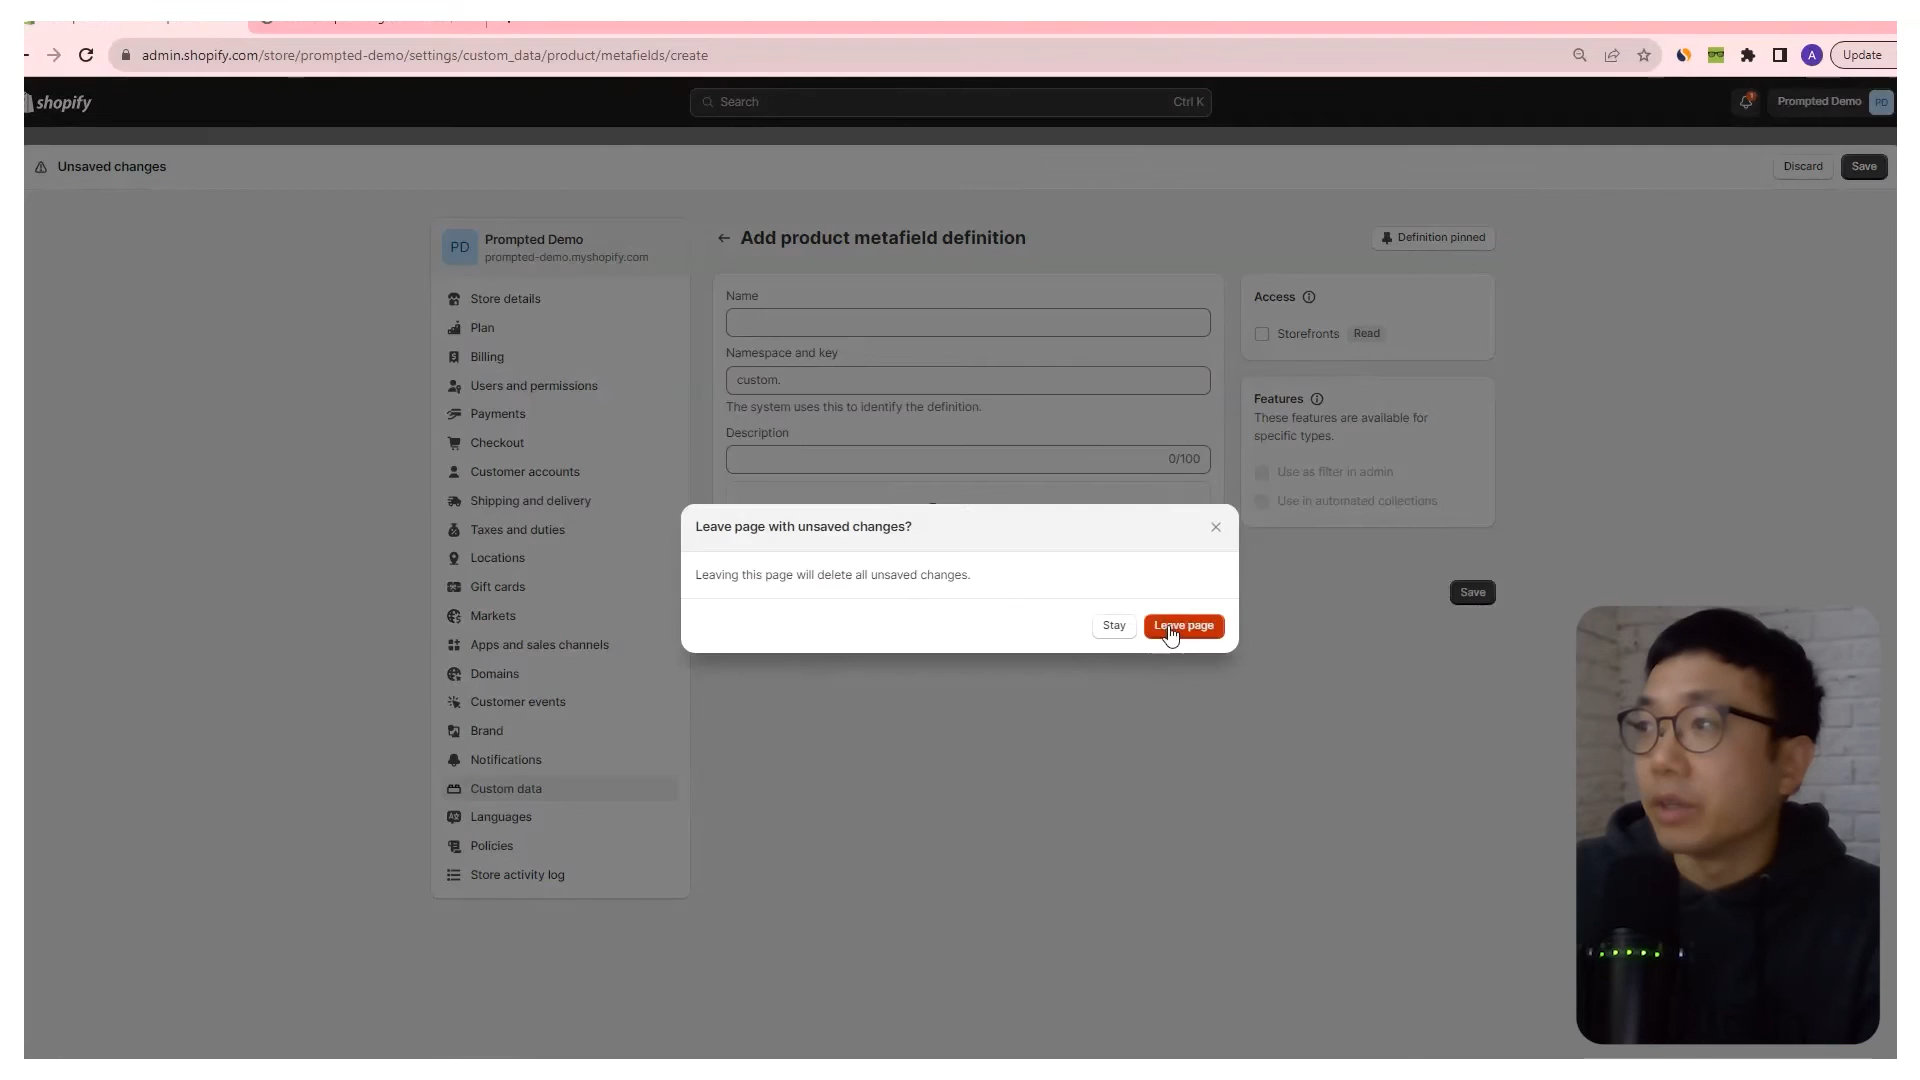 admin.shopify.com/store/prompted-demo/settings/custom_data/product/metafields/create
A
Update
shopify
Search
Ctrl K
Prompted Demo
PD
Unsaved changes
Discard
Save
PD
Prompted Demo
prompted-demo.myshopify.com
Store details
Plan
Billing
Users and permissions
Payments
Checkout
Customer accounts
Shipping and delivery
Taxes and duties
Locations
Gift cards
Markets
Apps and sales channels
Domains
Customer events
Brand
Notifications
Custom data
Languages
Policies
Store activity log
Add product metafield definition
Definition pinned
Name
Namespace and key
custom.
The system uses this to identify the definition.
Description
0/100
Access
Storefronts
Read
Features
These features are available for
specific types.
Use as filter in admin
Use in automated collections
Leave page with unsaved changes?
Leaving this page will delete all unsaved changes.
Stay
Leave page
Save